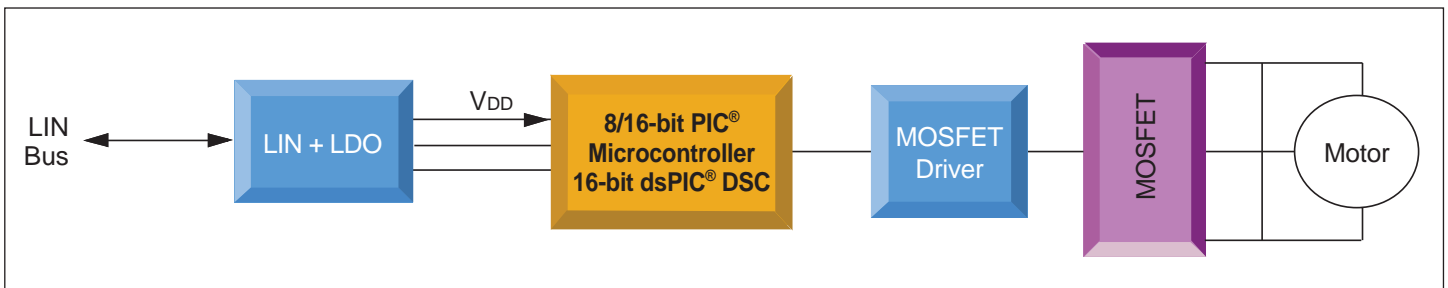 LIN
Bus
LIN + LDO
VDD
8/16-bit PIC®
Microcontroller
16-bit dsPIC® DSC
MOSFET
Driver
MOSFET
Motor